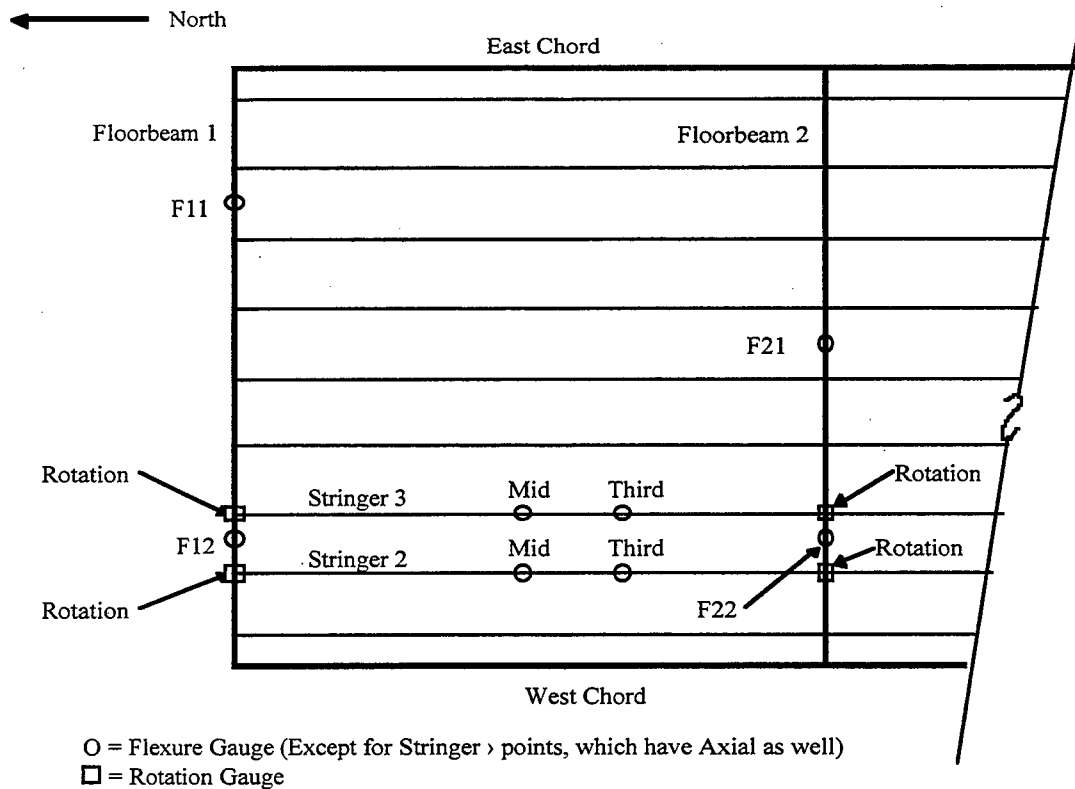 North
East Chord
Floorbeam 1
Floorbeam 2
F11
F21
Rotation
Rotation
Stringer 3
Mid
Third
F12
Stringer 2
Mid
Third
Rotation
Rotation
F22
West Chord
O = Flexure Gauge (Except for Stringer › points, which have Axial as well)
□ = Rotation Gauge